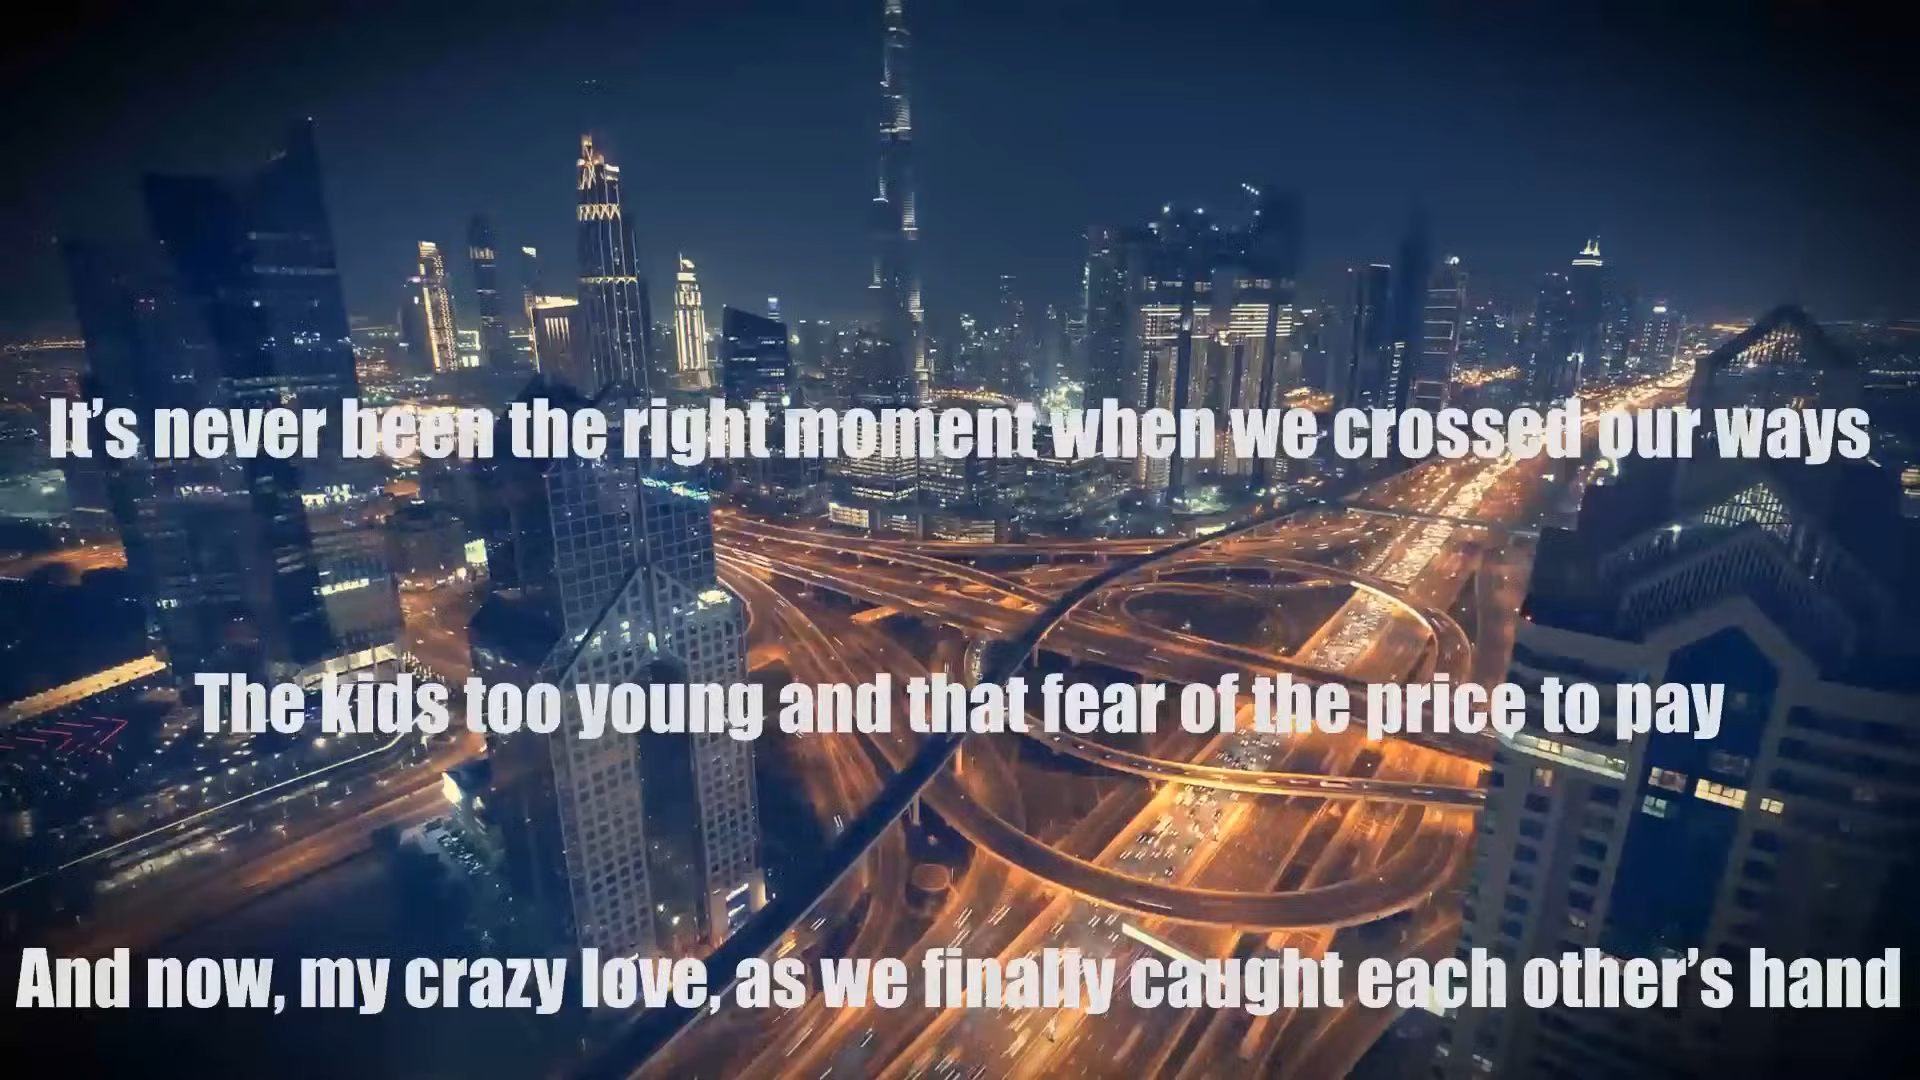 It’s never been the right moment when we crossed our ways
The kids too young and that fear of the price to pay
And now, my crazy love, as we finally caught each other’s hand